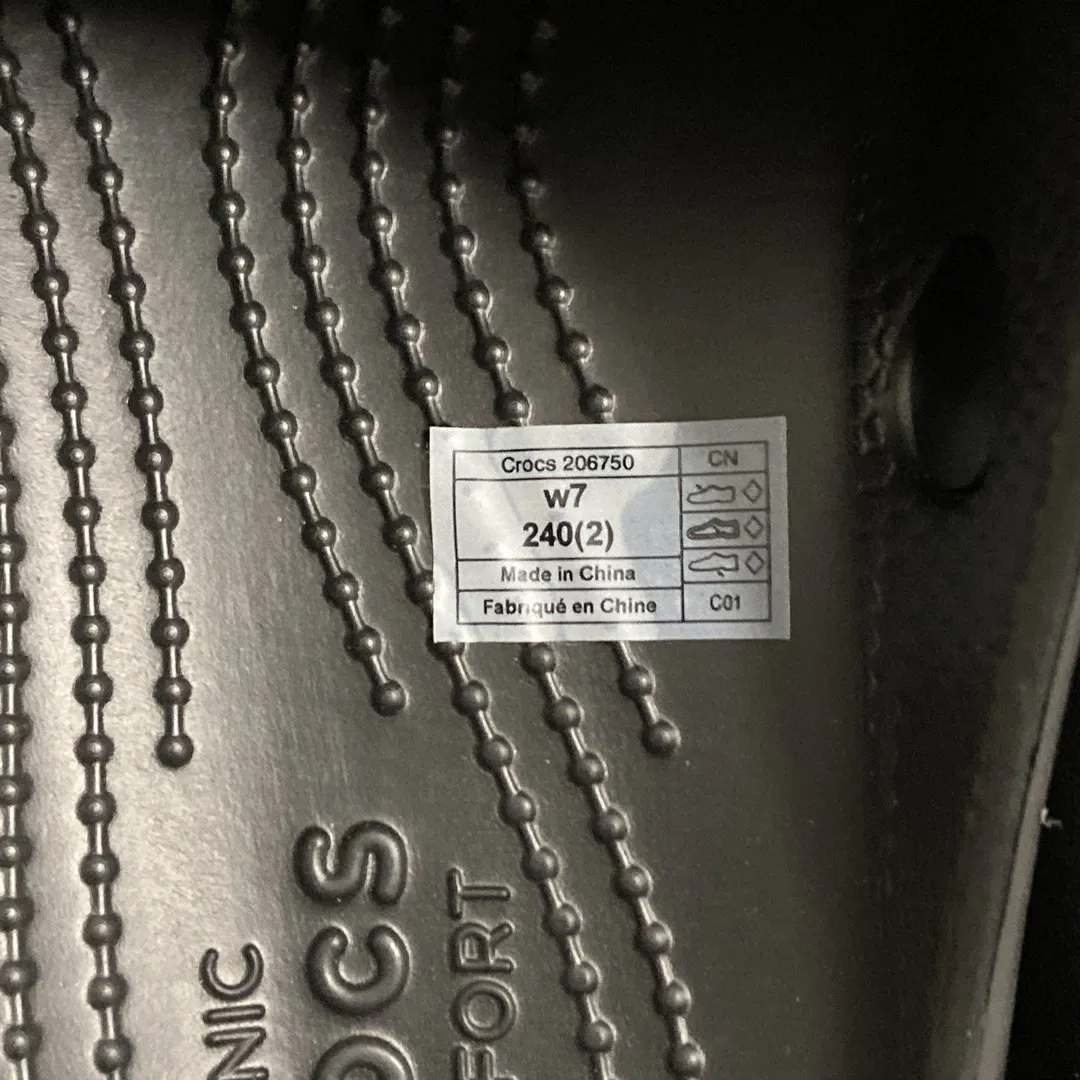 Crocs 206750
CN
w7
240(2)
Made in China
Fabriqué en Chine
C01
OCS
NIC
FORT